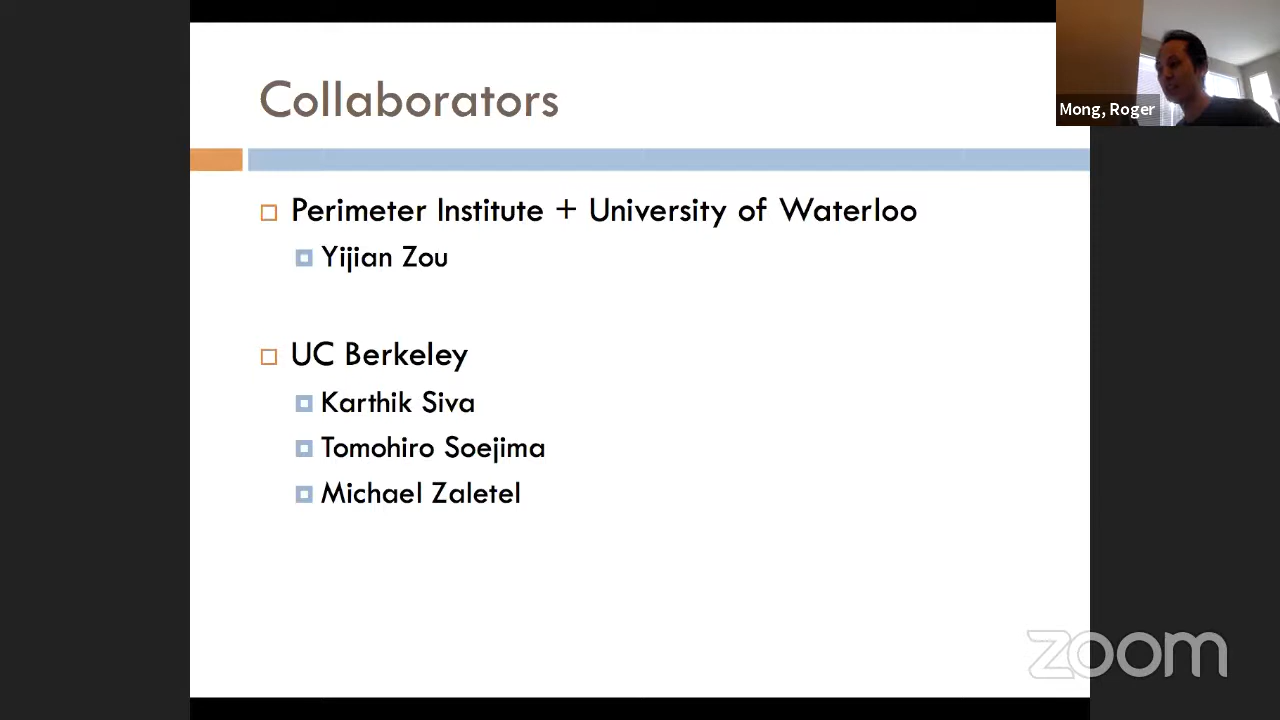 Collaborators
Mong, Roger
Perimeter Institute + University of Waterloo
Yijian Zou
UC Berkeley
Karthik Siva
Tomohiro Soejima
Michael Zaletel
zoom